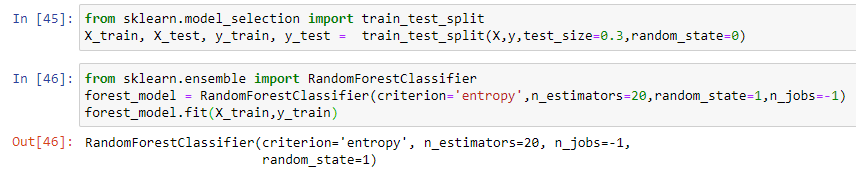 In [45]: from sklearn.model_selection import train_test_split
X_train, X_test, y_train, y_test =  train_test_split(X,y,test_size=0.3,random_state=0)
In [46]: from sklearn.ensemble import RandomForestClassifier
forest_model = RandomForestClassifier(criterion='entropy',n_estimators=20,random_state=1,n_jobs=-1)
forest_model.fit(X_train,y_train)
Out[46]: RandomForestClassifier(criterion='entropy', n_estimators=20, n_jobs=-1,
random_state=1)